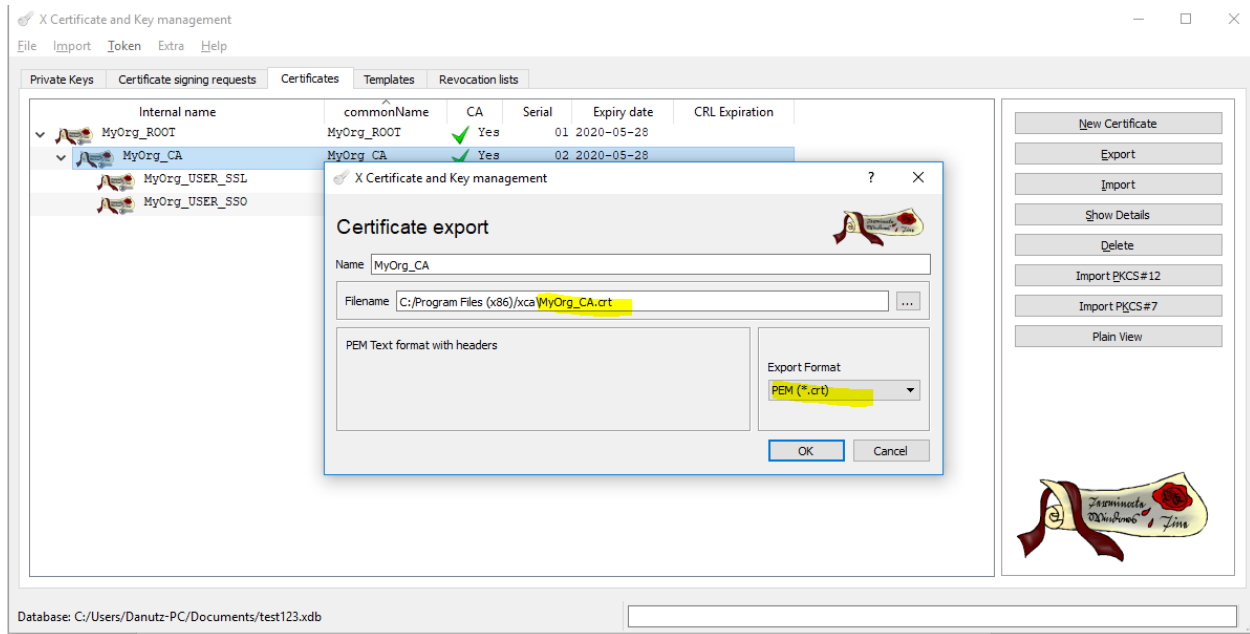 X Certificate and Key management
File Import Token Extra Help
Private Keys Certificate signing requests Certificates Templates Revocation lists
Internal name commonName CA Serial Expiry date CRL Expiration
MyOrg_ROOT MyOrg_ROOT Yes 01 2020-05-28
MyOrg_CA MyOrg_CA Yes 02 2020-05-28
MyOrg_USER_SSL
MyOrg_USER_SSO
X Certificate and Key management ?
Certificate export
Name MyOrg_CA
Filename C:/Program Files (x86)/xca\MyOrg_CA.crt ...
PEM Text format with headers
Export Format
PEM (*.crt)
OK Cancel
New Certificate
Export
Import
Show Details
Delete
Import PKCS#12
Import PKCS#7
Plain View
Database: C:/Users/Danutz-PC/Documents/test123.xdb